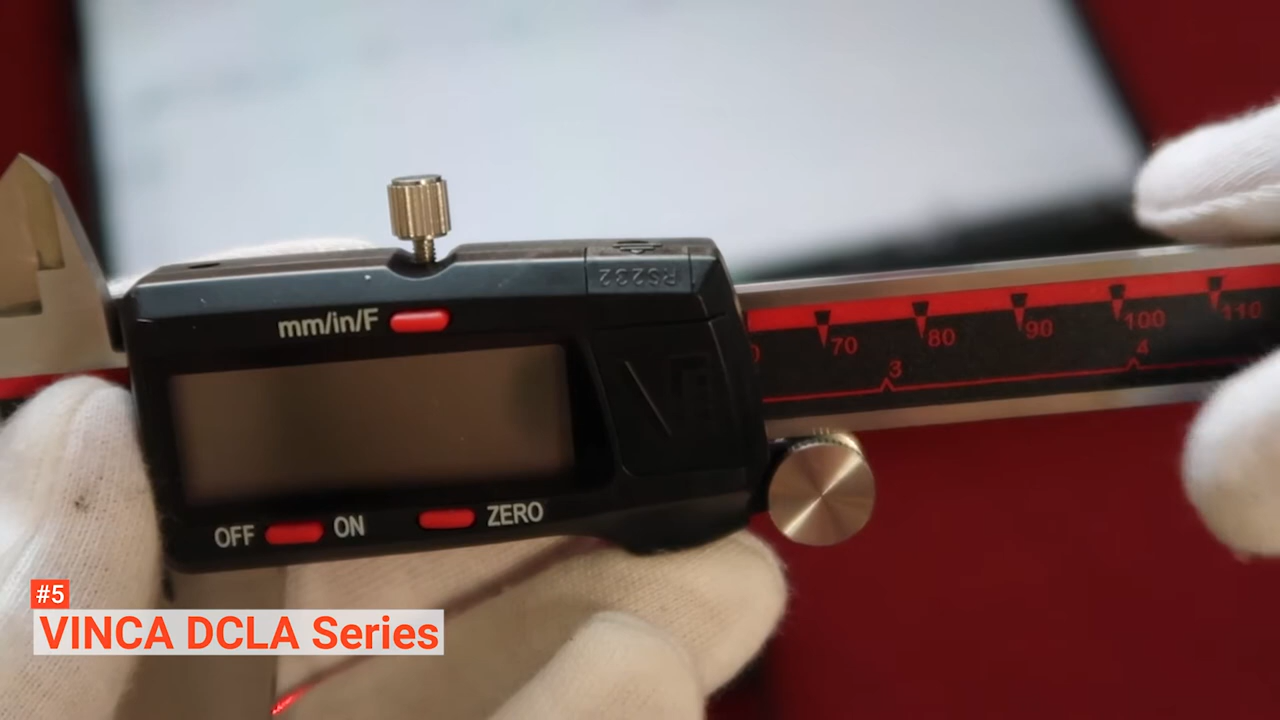 RS232
mm/in/F
70
80
90
100
110
3
4
OFF
ON
ZERO
#5
VINCA DCLA Series